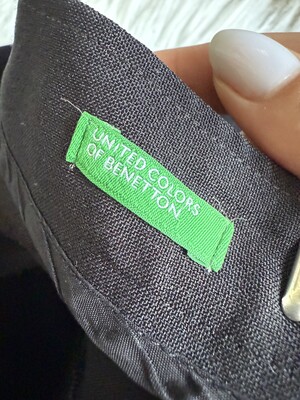 UNITED COLORS
OF BENETTON.